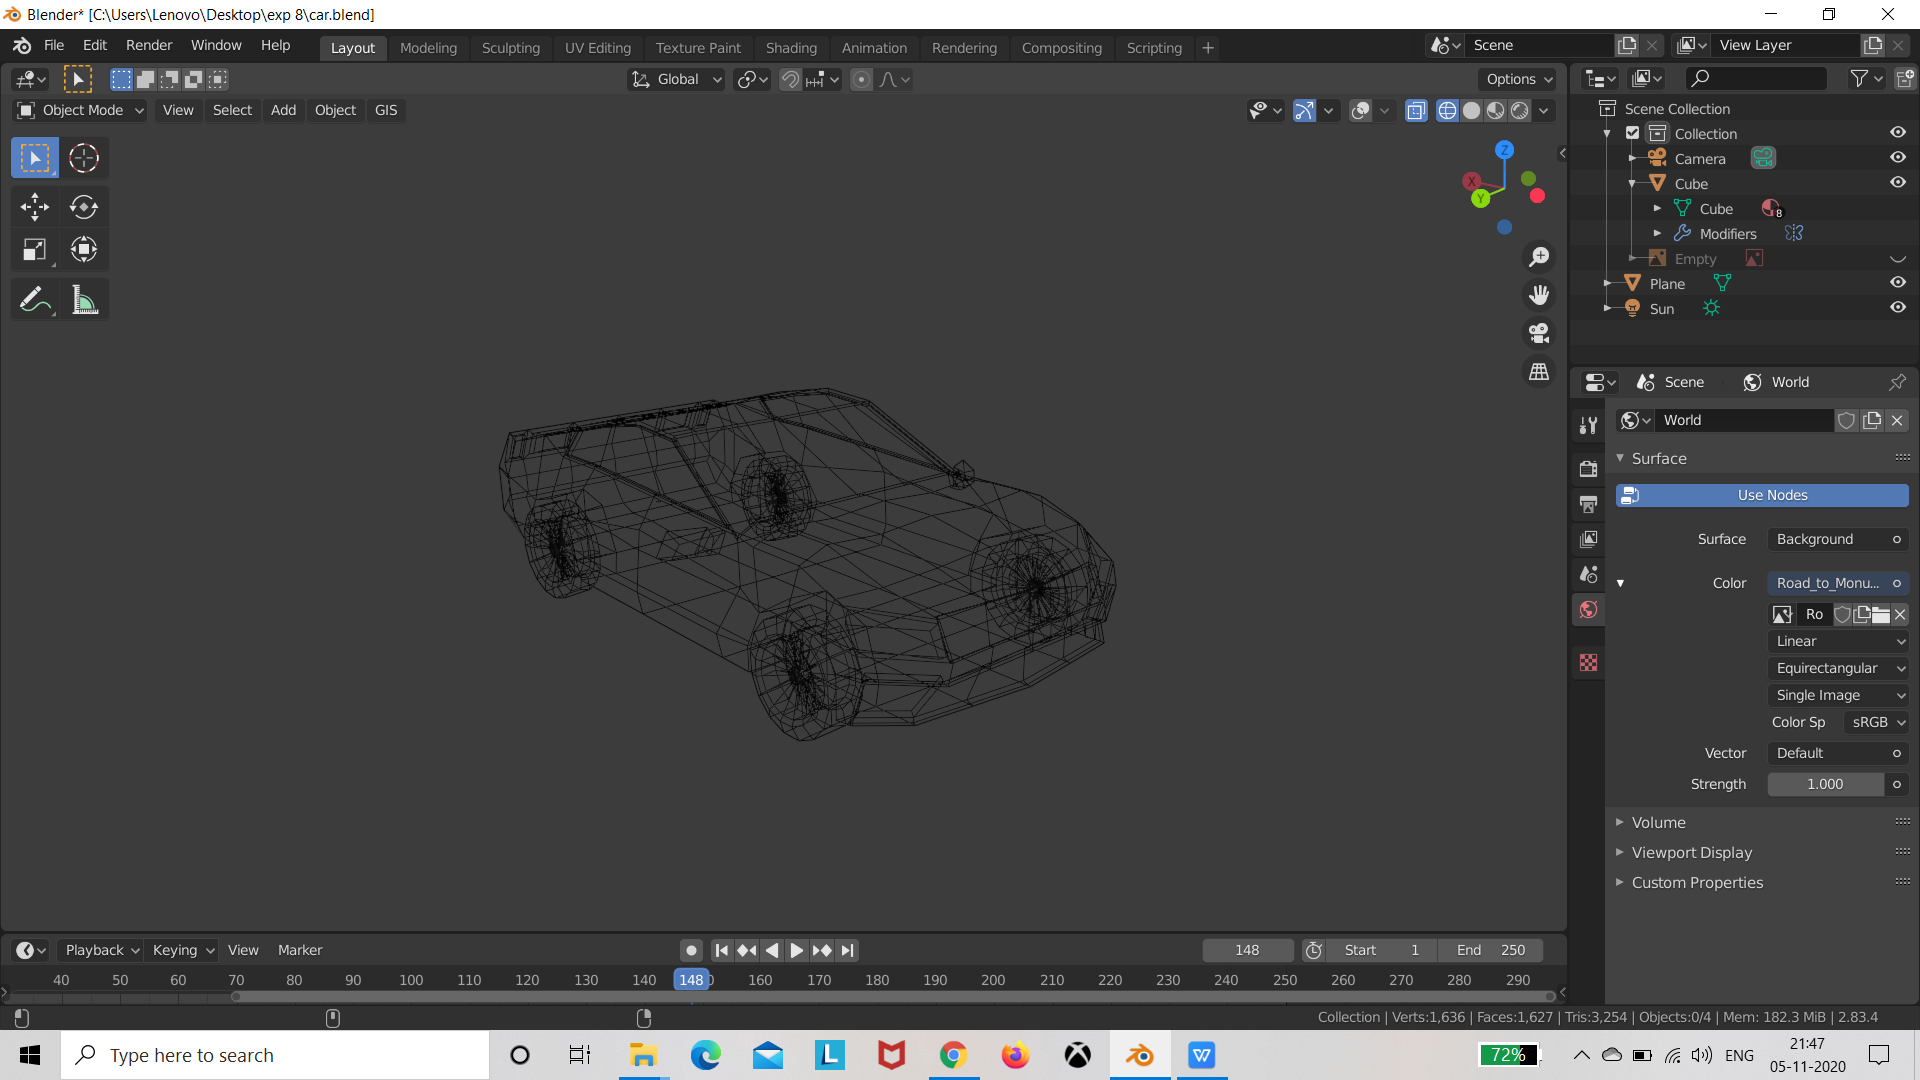 Blender* [C:\Users\Lenovo\Desktop\exp 8\car.blend]
File Edit Render Window Help Layout Modeling Sculpting UV Editing Texture Paint Shading Animation Rendering Compositing Scripting + Scene View Layer
Global Options
Object Mode View Select Add Object GIS
Z
X
Y
Scene Collection
Collection
Camera
Cube
Cube 8
Modifiers
Empty
Plane
Sun
Scene World
World
Surface
Use Nodes
Surface Background
Color Road_to_Monu...
Ro
Linear
Equirectangular
Single Image
Color Sp sRGB
Vector Default
Strength 1.000
Volume
Viewport Display
Custom Properties
Playback Keying View Marker 148 Start 1 End 250
40 50 60 70 80 90 100 110 120 130 140 148 160 170 180 190 200 210 220 230 240 250 260 270 280 290
Collection | Verts:1,636 | Faces:1,627 | Tris:3,254 | Objects:0/4 | Mem: 182.3 MiB | 2.83.4
Type here to search L W 72% ENG 21:47
05-11-2020